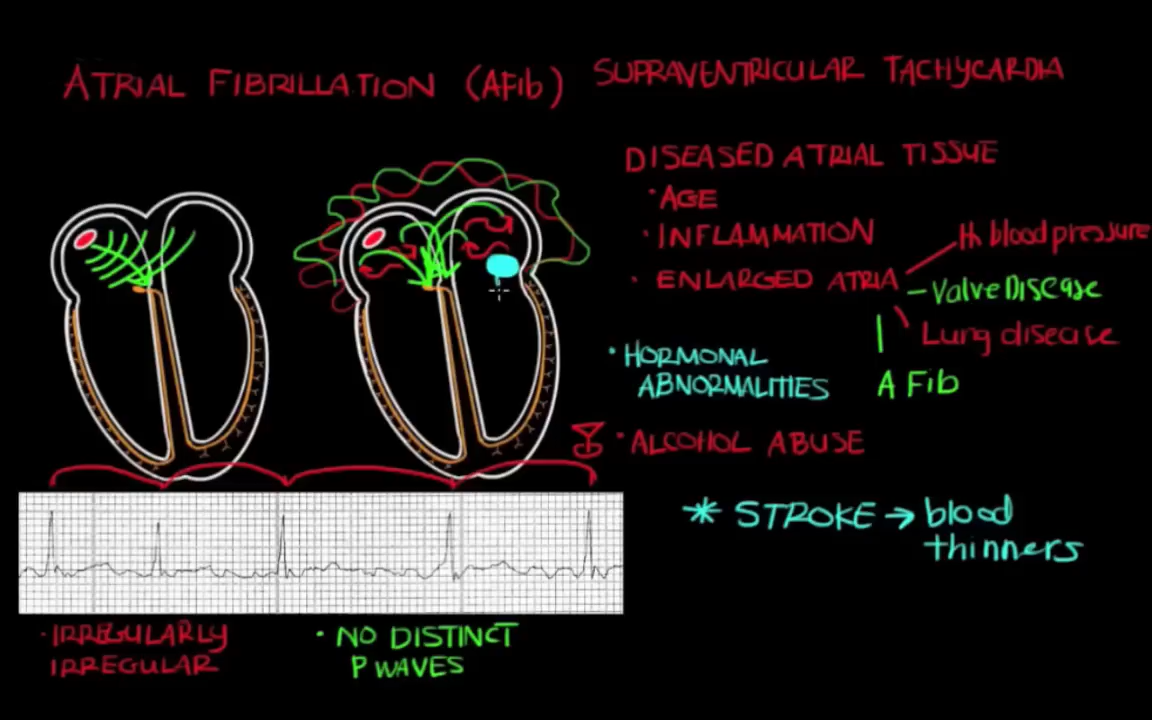 ATRIAL FIBRILLATION (AFib)
SUPRAVENTRICULAR TACHYCARDIA
DISEASED ATRIAL TISSUE
· AGE
· INFLAMMATION
· ENLARGED ATRIA
blood pressure
- Valve Disease
Lung disease
A Fib
· HORMONAL
ABNORMALITIES
· ALCOHOL ABUSE
* STROKE → blood
thinners
· IRREGULARLY
IRREGULAR
· NO DISTINCT
P WAVES